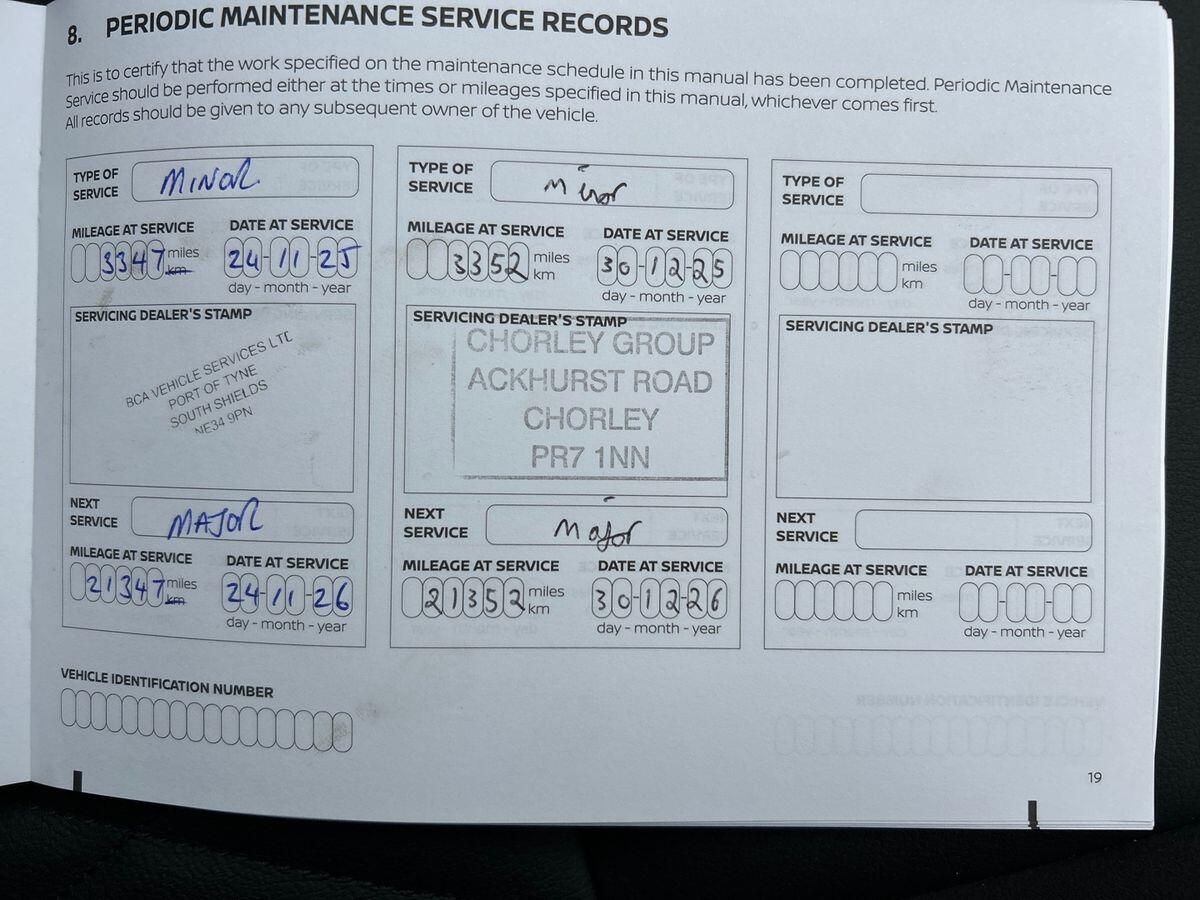 8. PERIODIC MAINTENANCE SERVICE RECORDS
This is to certify that the work specified on the maintenance schedule in this manual has been completed. Periodic Maintenance
Service should be performed either at the times or mileages specified in this manual, whichever comes first.
All records should be given to any subsequent owner of the vehicle.
TYPE OF
SERVICE
MINOR
MILEAGE AT SERVICE
DATE AT SERVICE
3347 miles
km
24-11-25
day - month - year
SERVICING DEALER'S STAMP
BCA VEHICLE SERVICES LTD
PORT OF TYNE
SOUTH SHIELDS
NE34 9PN
NEXT
SERVICE
MAJOR
MILEAGE AT SERVICE
DATE AT SERVICE
21347 miles
km
24-11-26
day - month - year
TYPE OF
SERVICE
Minor
MILEAGE AT SERVICE
DATE AT SERVICE
3352 miles
km
30-12-25
day - month - year
SERVICING DEALER'S STAMP
CHORLEY GROUP
ACKHURST ROAD
CHORLEY
PR7 1NN
NEXT
SERVICE
Major
MILEAGE AT SERVICE
DATE AT SERVICE
21352 miles
km
30-12-26
day - month - year
TYPE OF
SERVICE
MILEAGE AT SERVICE
DATE AT SERVICE
miles
km
day - month - year
SERVICING DEALER'S STAMP
NEXT
SERVICE
MILEAGE AT SERVICE
DATE AT SERVICE
miles
km
day - month - year
VEHICLE IDENTIFICATION NUMBER
19